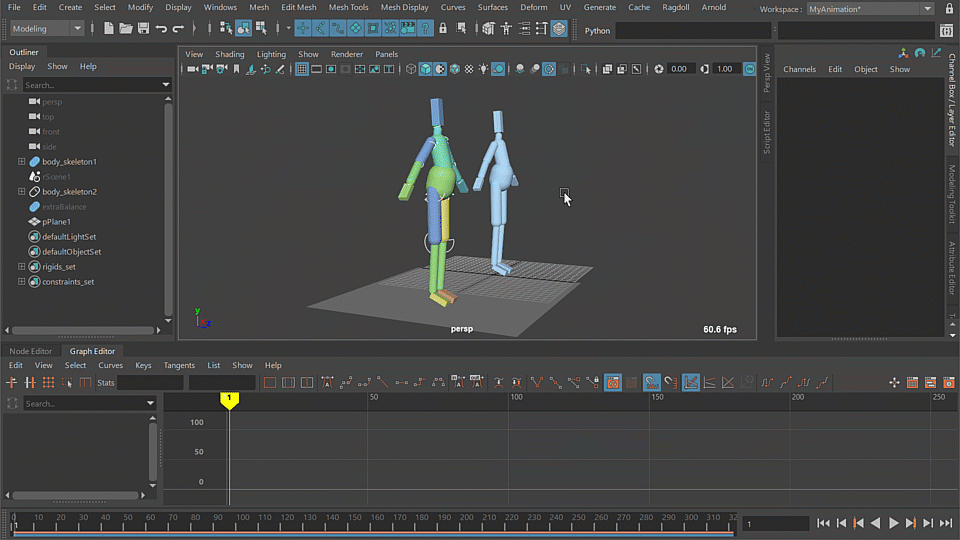 File Edit Create Select Modify Display Windows Mesh Edit Mesh Mesh Tools Mesh Display Curves Surfaces Deform UV Generate Cache Ragdoll Arnold Workspace : MyAnimation*
Modeling Python
Outliner
Display Show Help
Search...
persp
top
front
side
body_skeleton1
rScene1
body_skeleton2
extraBalance
pPlane1
defaultLightSet
defaultObjectSet
rigids_set
constraints_set
View Shading Lighting Show Renderer Panels
0.00 1.00
y
persp
60.6 fps
Persp View
Script Editor
Channels Edit Object Show
Channel Box / Layer Editor
Modeling Toolkit
Attribute Editor
Node Editor Graph Editor
Edit View Select Curves Keys Tangents List Show Help
Stats
Search...
1 50 100 150 200 250
100
50
0
10 20 30 40 50 60 70 80 90 100 110 120 130 140 150 160 170 180 190 200 210 220 230 240 250 260 270 280 290 300 310 32
1
1